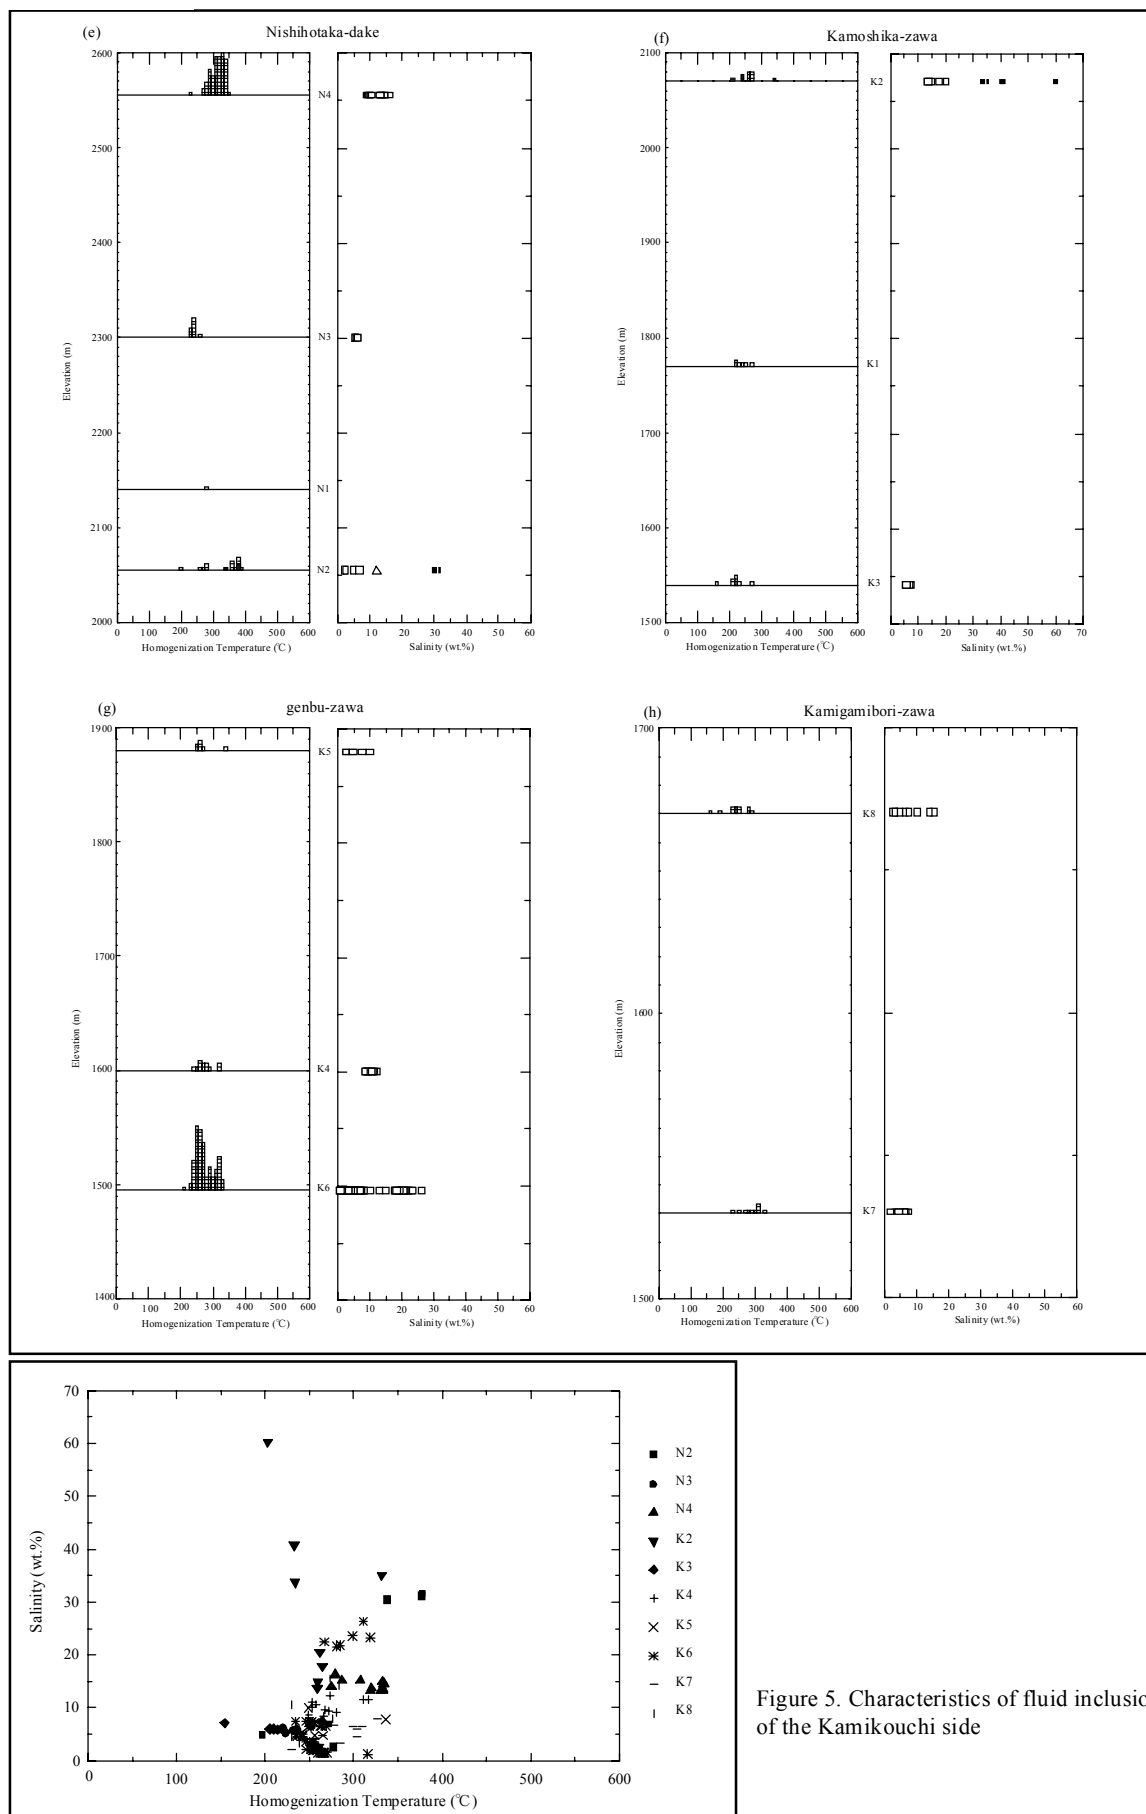 (e)
Nishihotaka-dake
2600
2500
2400
2300
2200
2100
2000
Elevation (m)
N4
N3
N1
N2
0 100 200 300 400 500 600
Homogenization Temperature (℃)
0 10 20 30 40 50 60
Salinity (wt.%)
(f)
Kamoshika-zawa
2100
2000
1900
1800
1700
1600
1500
Elevation (m)
K2
K1
K3
0 100 200 300 400 500 600
Homogenization Temperature (℃)
0 10 20 30 40 50 60 70
Salinity (wt.%)
(g)
genbu-zawa
1900
1800
1700
1600
1500
1400
Elevation (m)
K5
K4
K6
0 100 200 300 400 500 600
Homogenization Temperature (℃)
0 10 20 30 40 50 60
Salinity (wt.%)
(h)
Kamigamibori-zawa
1700
1600
1500
Elevation (m)
K8
K7
0 100 200 300 400 500 600
Homogenization Temperature (℃)
0 10 20 30 40 50 60
Salinity (wt.%)
70
60
50
40
30
20
10
0
Salinity (wt.%)
0 100 200 300 400 500 600
Homogenization Temperature (℃)
N2
N3
N4
K2
K3
K4
K5
K6
K7
K8
Figure 5. Characteristics of fluid inclusio
of the Kamikouchi side